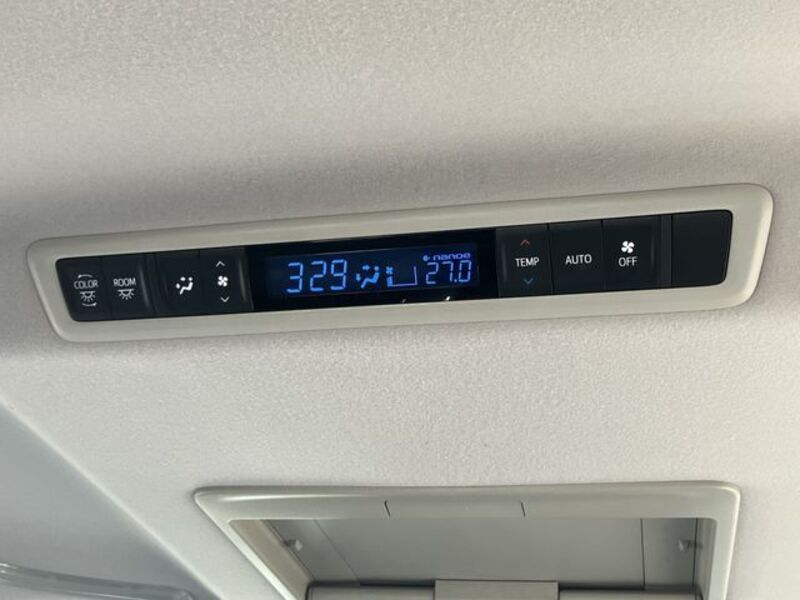 COLOR
ROOM
329
nanoe
27.0
TEMP
AUTO
OFF